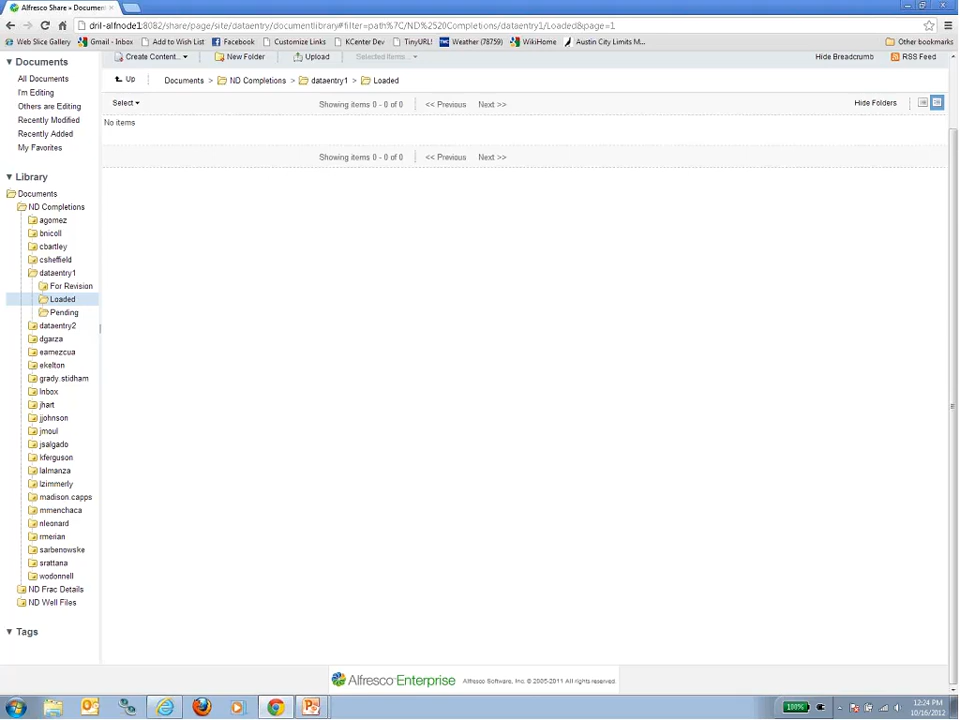 Alfresco Share » Documen
dril-alfnode1:8082/share/page/site/dataentry/documentlibrary#filter=path%7C/ND%2520Completions/dataentry1/Loaded&page=1
Web Slice Gallery
Gmail - Inbox
Add to Wish List
Facebook
Customize Links
KCenter Dev
TinyURL!
Weather (78759)
WikiHome
Austin City Limits M...
Other bookmarks
Documents
Create Content...
New Folder
Upload
Selected Items...
Hide Breadcrumb
RSS Feed
All Documents
I'm Editing
Others are Editing
Recently Modified
Recently Added
My Favorites
Up
Documents > ND Completions > dataentry1 > Loaded
Select
Showing items 0 - 0 of 0
<< Previous
Next >>
Hide Folders
No items
Showing items 0 - 0 of 0
<< Previous
Next >>
Library
Documents
ND Completions
agomez
bnicoll
cbartley
csheffield
dataentry1
For Revision
Loaded
Pending
dataentry2
dgarza
eamezcua
ekelton
grady.stidham
Inbox
jhart
jjohnson
jmoul
jsalgado
kferguson
lalmanza
lzimmerly
madison.capps
mmenchaca
nleonard
rmerian
sarbenowske
srattana
wodonnell
ND Frac Details
ND Well Files
Tags
Alfresco Enterprise
Alfresco Software, Inc. © 2005-2011 All rights reserved.
100%
12:24 PM
10/16/2012